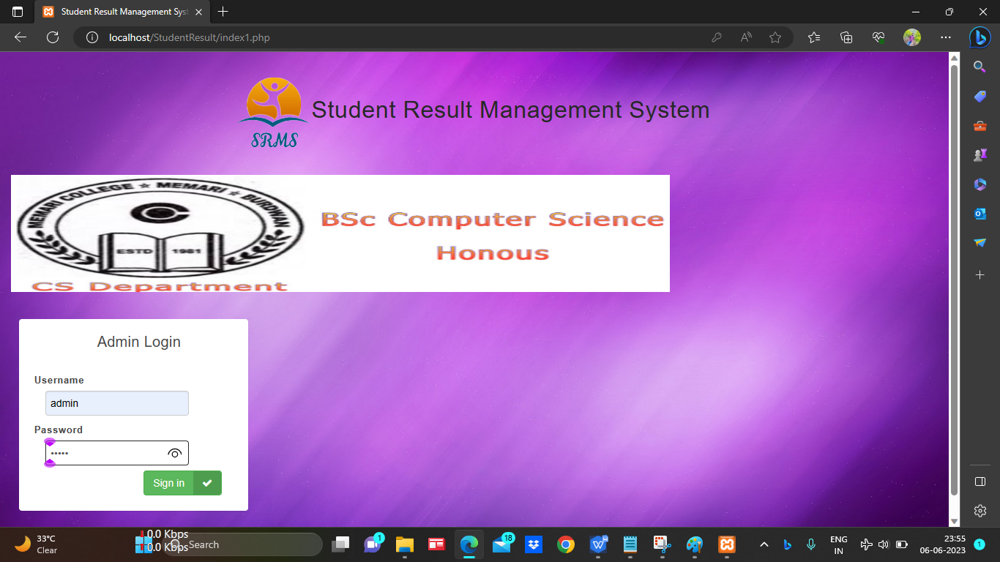 Student Result Management Syst
localhost/StudentResult/index1.php
SRMS
Student Result Management System
MEMARI COLLEGE ★ MEMARI ★ BURDWAN
ESTD 1981
CS Department
BSc Computer Science
Honous
Admin Login
Username
admin
Password
•••••
Sign in
33°C
Clear
0.0 Kbps
0.0 Kbps
Search
1
18
ENG
IN
23:55
06-06-2023
1